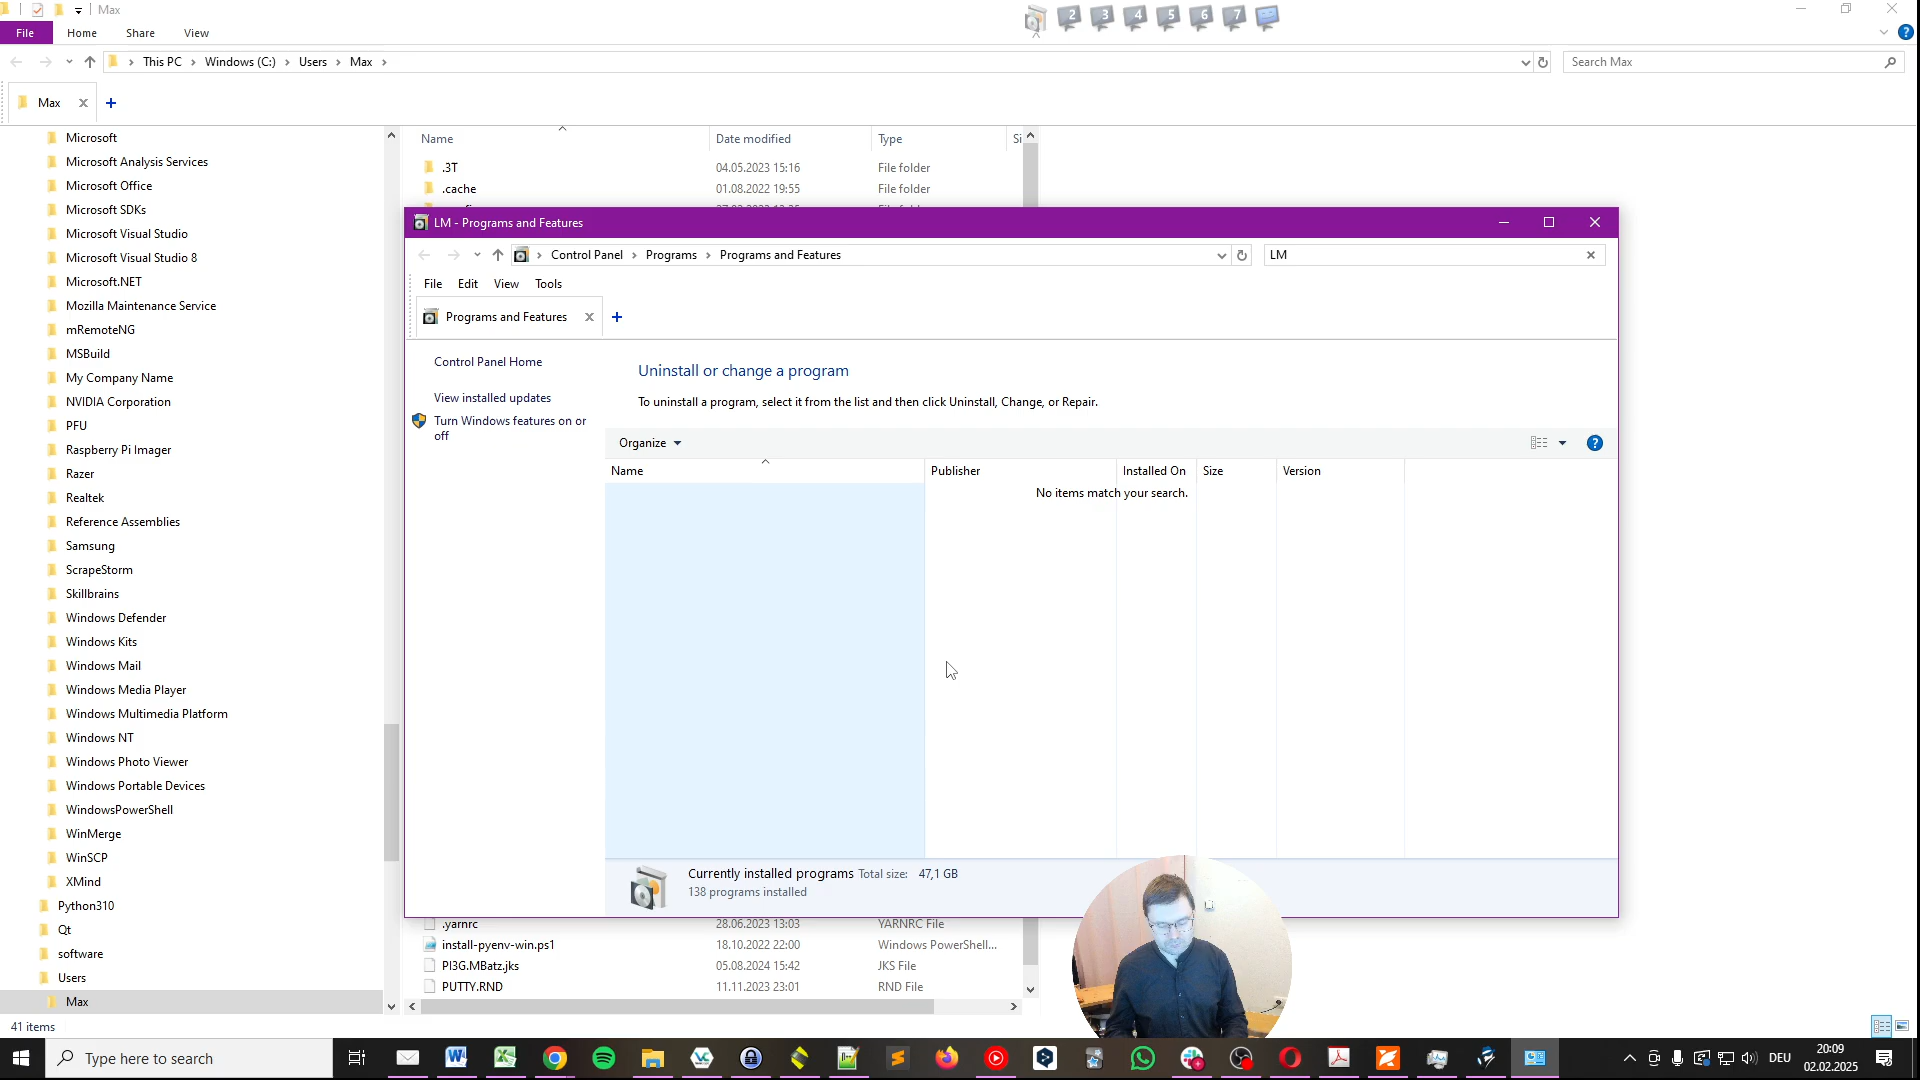 Max
File
Home
Share
View
2
3
4
5
6
7
This PC
Windows (C:)
Users
Max
Search Max
Max
Microsoft
Microsoft Analysis Services
Microsoft Office
Microsoft SDKs
Microsoft Visual Studio
Microsoft Visual Studio 8
Microsoft.NET
Mozilla Maintenance Service
mRemoteNG
MSBuild
My Company Name
NVIDIA Corporation
PFU
Raspberry Pi Imager
Razer
Realtek
Reference Assemblies
Samsung
ScrapeStorm
Skillbrains
Windows Defender
Windows Kits
Windows Mail
Windows Media Player
Windows Multimedia Platform
Windows NT
Windows Photo Viewer
Windows Portable Devices
WindowsPowerShell
WinMerge
WinSCP
XMind
Python310
Qt
software
Users
Max
41 items
Name Date modified Type Si
.3T 04.05.2023 15:16 File folder
.cache 01.08.2022 19:55 File folder
LM - Programs and Features
Control Panel
Programs
Programs and Features
LM
File Edit View Tools
Programs and Features
Control Panel Home
View installed updates
Turn Windows features on or
off
Uninstall or change a program
To uninstall a program, select it from the list and then click Uninstall, Change, or Repair.
Organize
Name Publisher Installed On Size Version
No items match your search.
Currently installed programs Total size: 47,1 GB
138 programs installed
.yarnrc 28.06.2023 13:03 YARNRC File
install-pyenv-win.ps1 18.10.2022 22:00 Windows PowerShell...
PI3G.MBatz.jks 05.08.2024 15:42 JKS File
PUTTY.RND 11.11.2023 23:01 RND File
Type here to search
DEU
20:09
02.02.2025